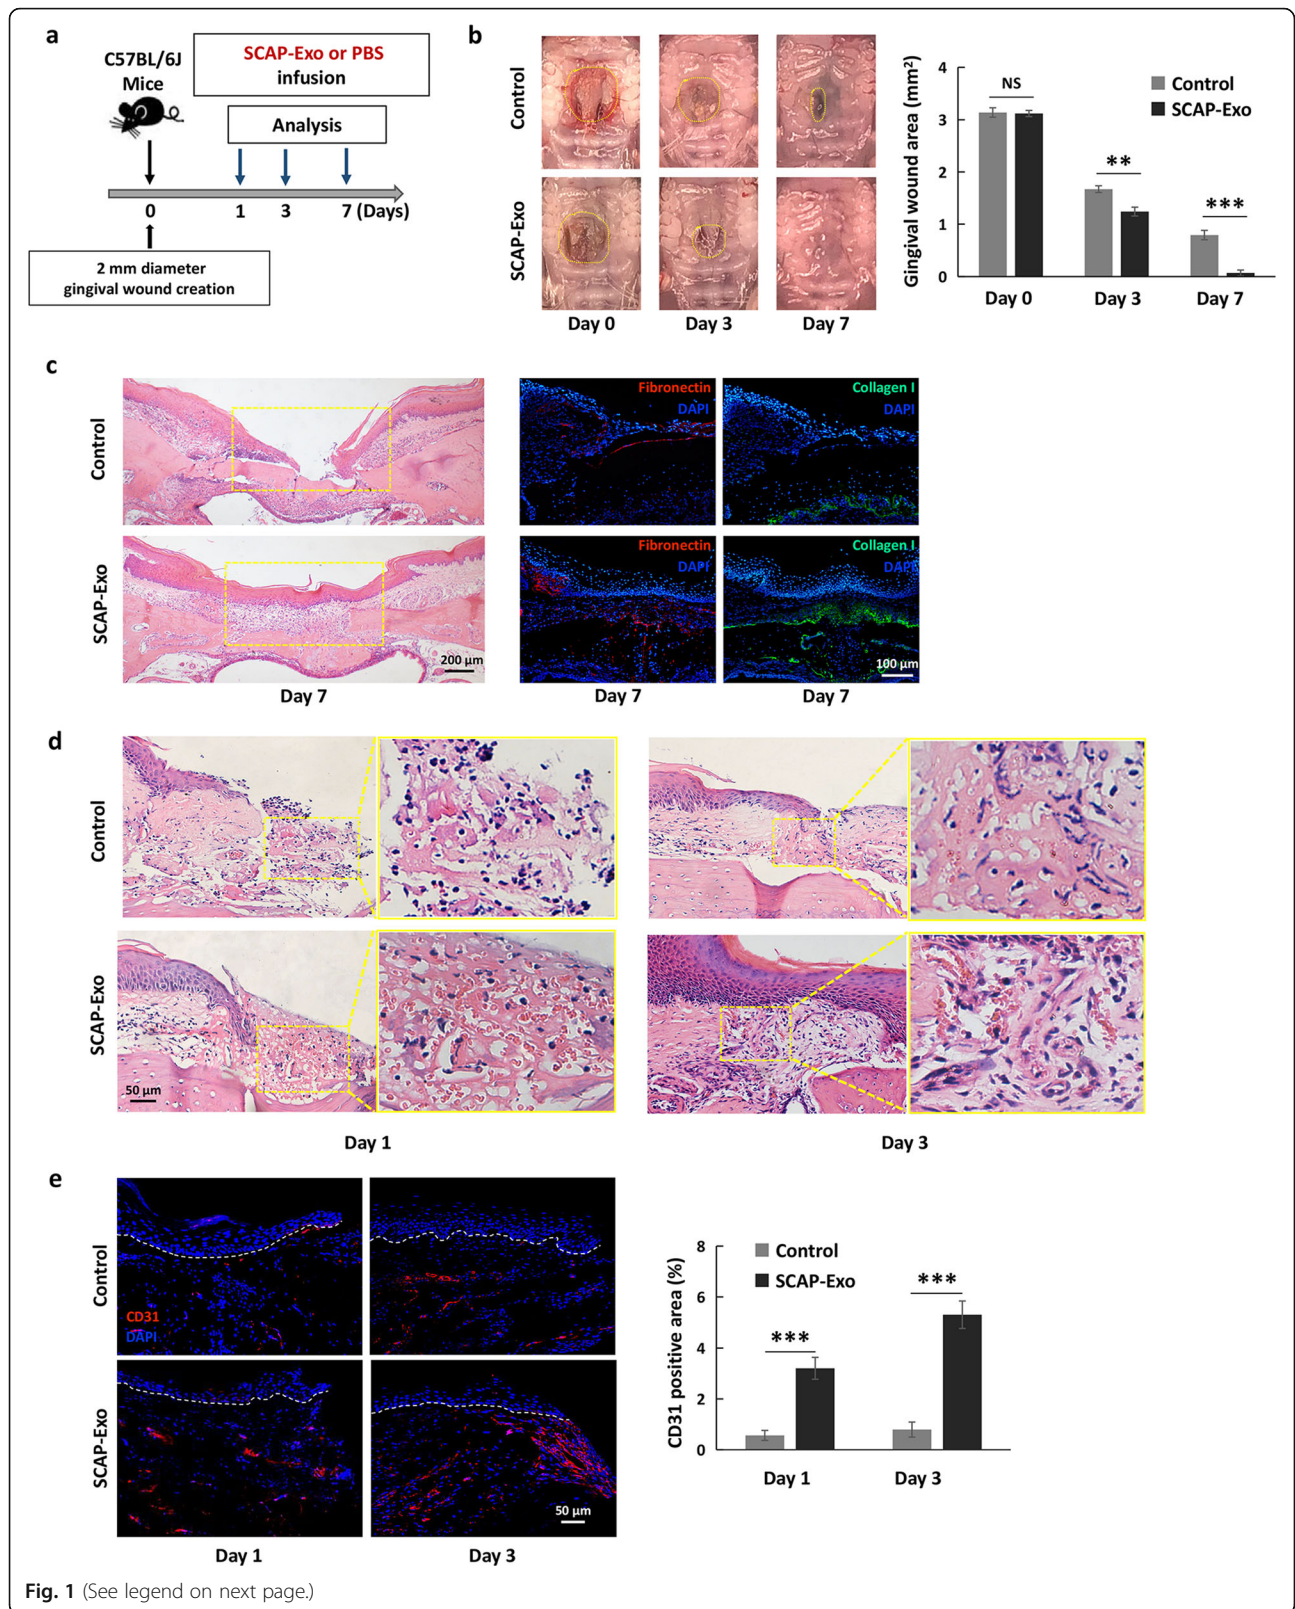 a
C57BL/6J
Mice
SCAP-Exo or PBS
infusion
Analysis
0
1
3
7 (Days)
2 mm diameter
gingival wound creation
b
Control
SCAP-Exo
Day 0
Day 3
Day 7
Gingival wound area (mm²)
4
3
2
1
0
NS
**
***
Control
SCAP-Exo
Day 0
Day 3
Day 7
c
Control
SCAP-Exo
200 µm
Day 7
Fibronectin
DAPI
Collagen I
DAPI
Fibronectin
DAPI
Collagen I
DAPI
100 µm
Day 7
Day 7
d
Control
SCAP-Exo
50 µm
Day 1
Day 3
e
Control
CD31
DAPI
SCAP-Exo
50 µm
Day 1
Day 3
CD31 positive area (%)
8
6
4
2
0
Control
SCAP-Exo
***
***
Day 1
Day 3
Fig. 1 (See legend on next page.)